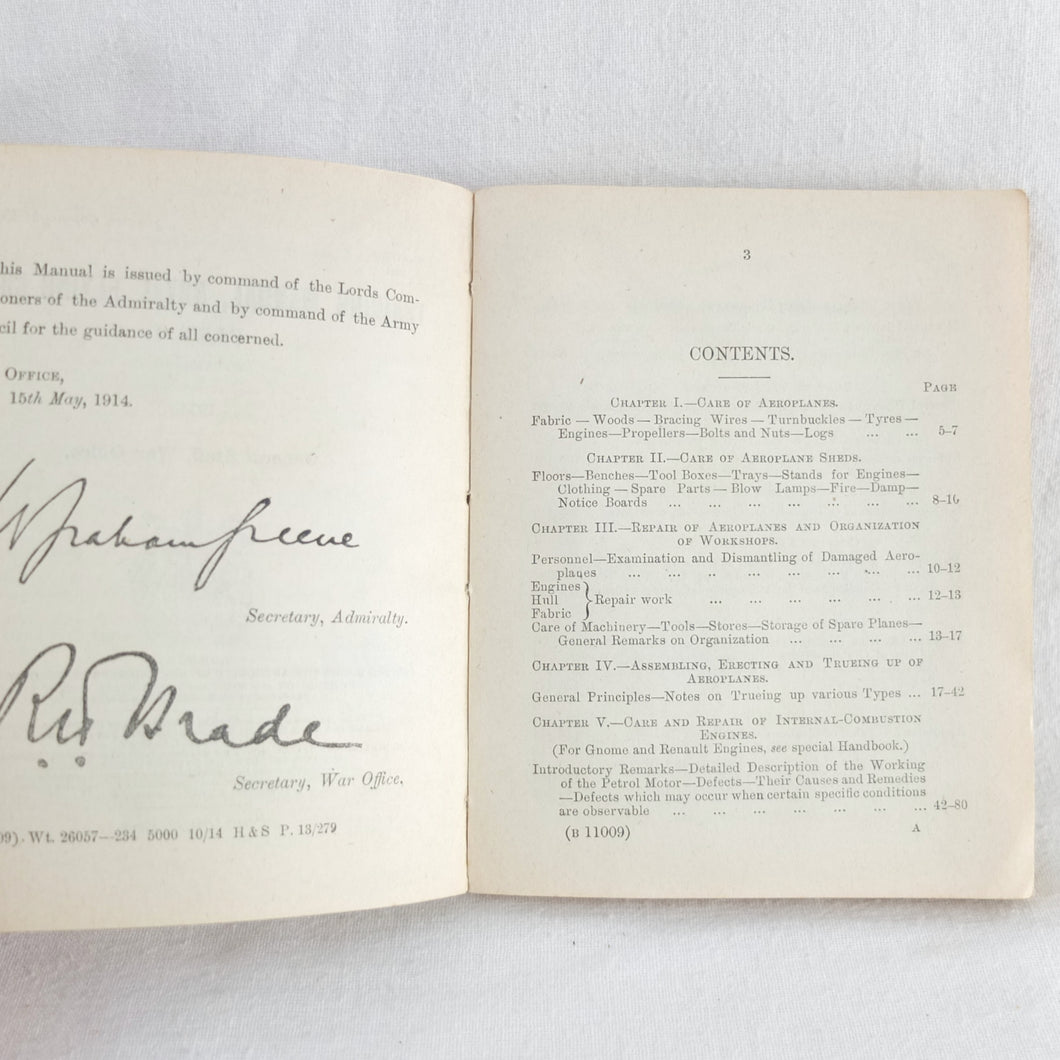 his Manual is issued by command of the Lords Com-
oners of the Admiralty and by command of the Army
cil for the guidance of all concerned.
OFFICE,
15th May, 1914.
W Graham Greene
Secretary, Admiralty.
R W Brade
Secretary, War Office.
09). Wt. 26057—234 5000 10/14 H & S P. 13/279
3
CONTENTS.
PAGE
CHAPTER I.—CARE OF AEROPLANES.
Fabric — Woods — Bracing Wires — Turnbuckles — Tyres —
Engines—Propellers—Bolts and Nuts—Logs ... ... 5-7
CHAPTER II.—CARE OF AEROPLANE SHEDS.
Floors—Benches—Tool Boxes—Trays—Stands for Engines—
Clothing — Spare Parts — Blow Lamps—Fire—Damp—
Notice Boards ... ... ... ... ... ... ... 8-10
CHAPTER III.—REPAIR OF AEROPLANES AND ORGANIZATION
OF WORKSHOPS.
Personnel—Examination and Dismantling of Damaged Aero-
planes ... ... ... ... ... ... ... ... 10-12
Engines
Hull } Repair work ... ... ... ... ... ... 12-13
Fabric
Care of Machinery—Tools—Stores—Storage of Spare Planes—
General Remarks on Organization ... ... ... ... 13-17
CHAPTER IV.—ASSEMBLING, ERECTING AND TRUEING UP OF
AEROPLANES.
General Principles—Notes on Trueing up various Types ... 17-42
CHAPTER V.—CARE AND REPAIR OF INTERNAL-COMBUSTION
ENGINES.
(For Gnome and Renault Engines, see special Handbook.)
Introductory Remarks—Detailed Description of the Working
of the Petrol Motor—Defects—Their Causes and Remedies
—Defects which may occur when certain specific conditions
are observable ... ... ... ... ... ... ... 42-80
(B 11009) A